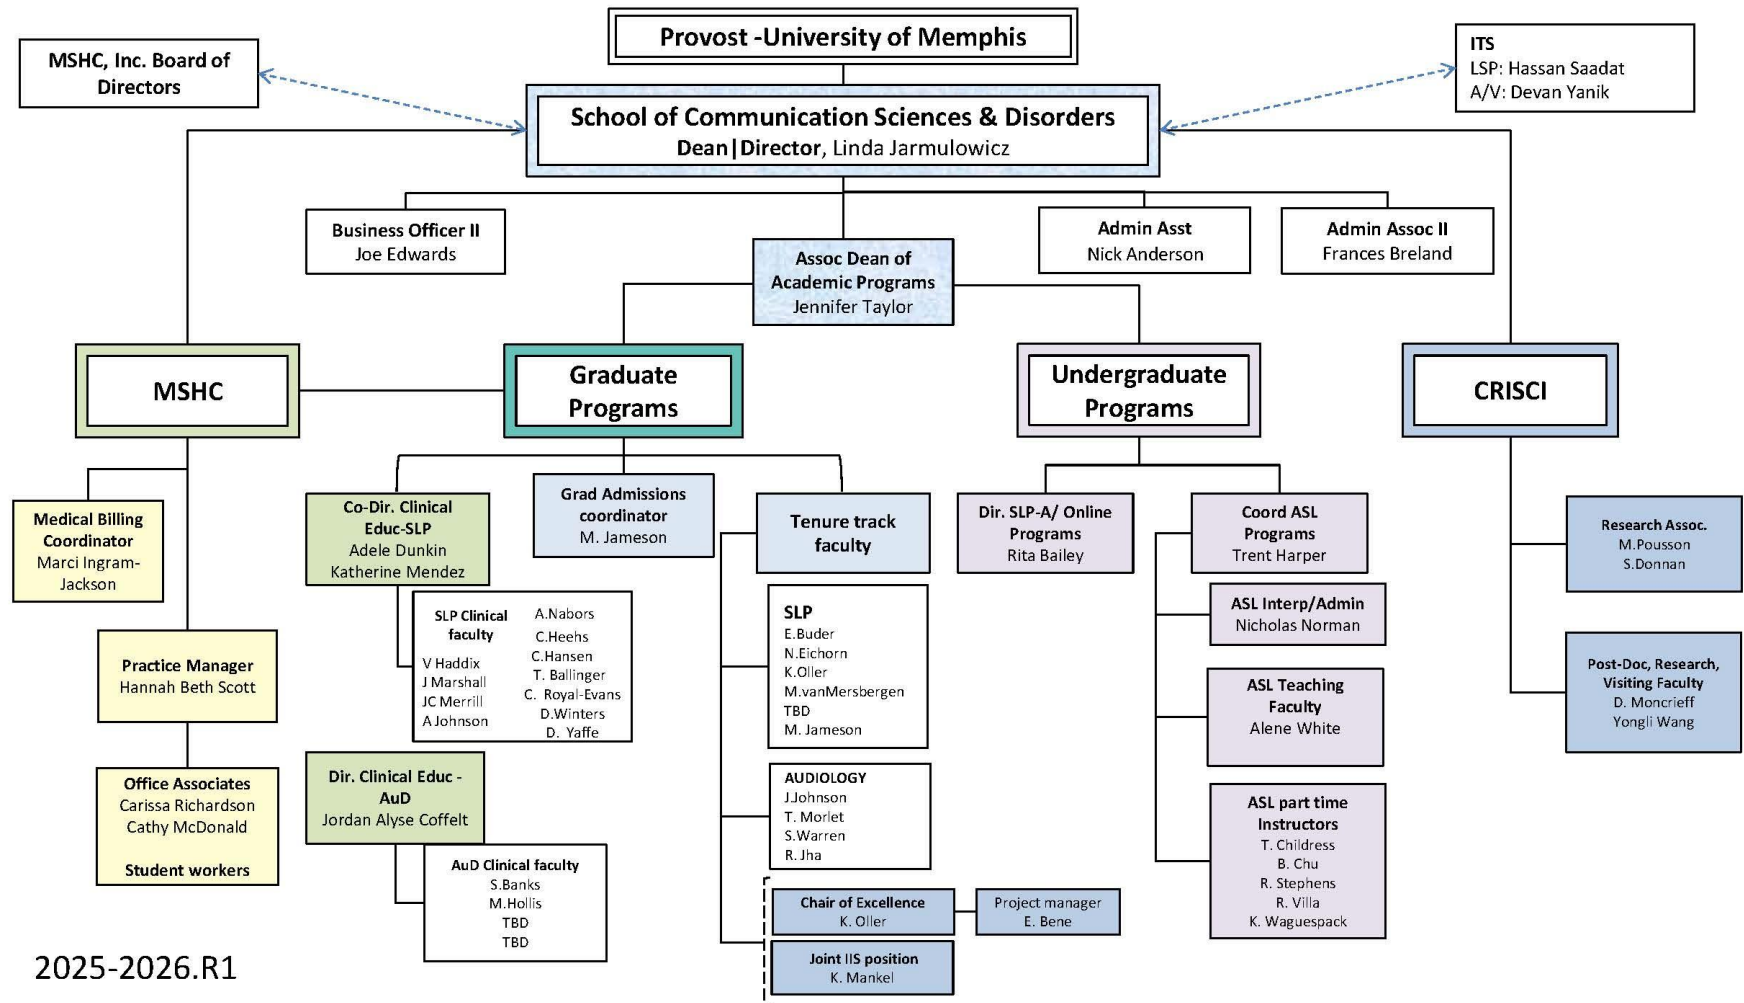 Provost -University of Memphis
MSHC, Inc. Board of
Directors
ITS
LSP: Hassan Saadat
A/V: Devan Yanik
School of Communication Sciences & Disorders
Dean|Director, Linda Jarmulowicz
Business Officer II
Joe Edwards
Assoc Dean of
Academic Programs
Jennifer Taylor
Admin Asst
Nick Anderson
Admin Assoc II
Frances Breland
MSHC
Graduate
Programs
Undergraduate
Programs
CRISCI
Medical Billing
Coordinator
Marci Ingram-
Jackson
Practice Manager
Hannah Beth Scott
Office Associates
Carissa Richardson
Cathy McDonald
Student workers
Co-Dir. Clinical
Educ-SLP
Adele Dunkin
Katherine Mendez
SLP Clinical
faculty
V Haddix
J Marshall
JC Merrill
A Johnson
A.Nabors
C.Heehs
C.Hansen
T. Ballinger
C. Royal-Evans
D.Winters
D. Yaffe
Dir. Clinical Educ -
AuD
Jordan Alyse Coffelt
AuD Clinical faculty
S.Banks
M.Hollis
TBD
TBD
Grad Admissions
coordinator
M. Jameson
Tenure track
faculty
SLP
E.Buder
N.Eichorn
K.Oller
M.vanMersbergen
TBD
M. Jameson
AUDIOLOGY
J.Johnson
T. Morlet
S.Warren
R. Jha
Chair of Excellence
K. Oller
Project manager
E. Bene
Joint IIS position
K. Mankel
Dir. SLP-A/ Online
Programs
Rita Bailey
Coord ASL
Programs
Trent Harper
ASL Interp/Admin
Nicholas Norman
ASL Teaching
Faculty
Alene White
ASL part time
Instructors
T. Childress
B. Chu
R. Stephens
R. Villa
K. Waguespack
Research Assoc.
M.Pousson
S.Donnan
Post-Doc, Research,
Visiting Faculty
D. Moncrieff
Yongli Wang
2025-2026.R1